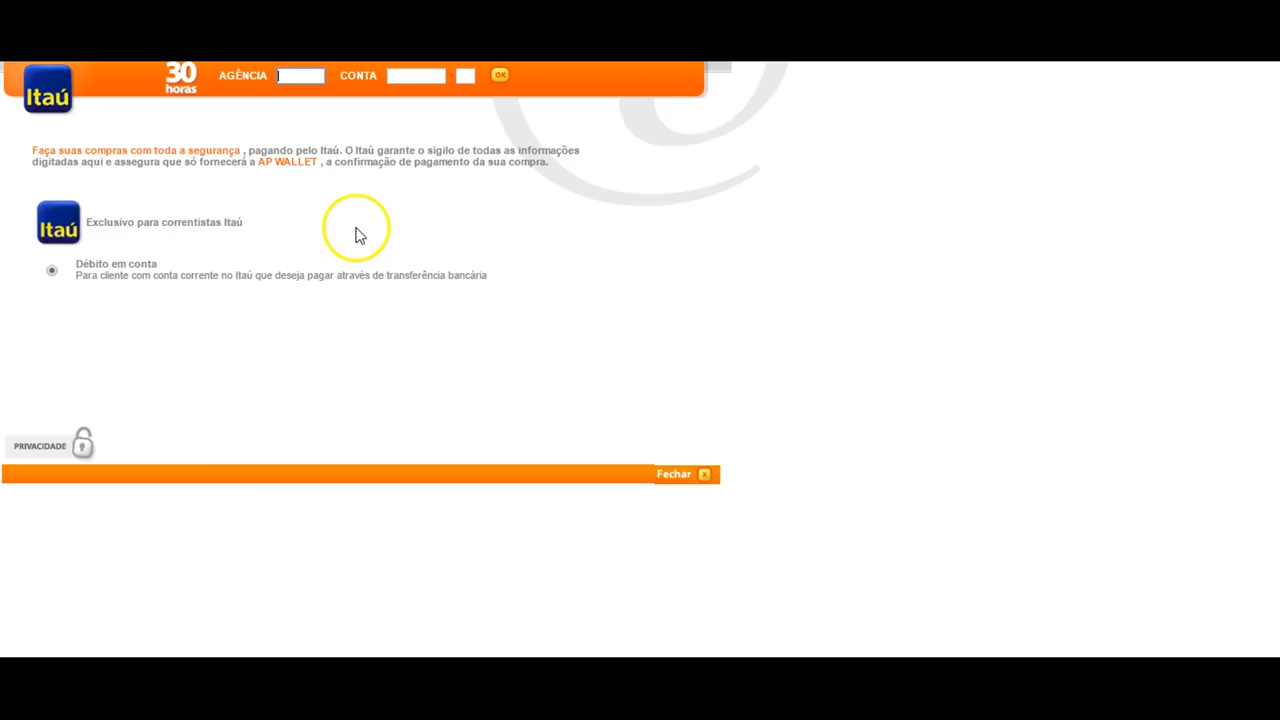 Itaú
30
horas
AGÊNCIA
CONTA
-
OK
Faça suas compras com toda a segurança , pagando pelo Itaú. O Itaú garante o sigilo de todas as informações
digitadas aqui e assegura que só fornecerá a AP WALLET , a confirmação de pagamento da sua compra.
Itaú
Exclusivo para correntistas Itaú
Débito em conta
Para cliente com conta corrente no Itaú que deseja pagar através de transferência bancária
PRIVACIDADE
Fechar x